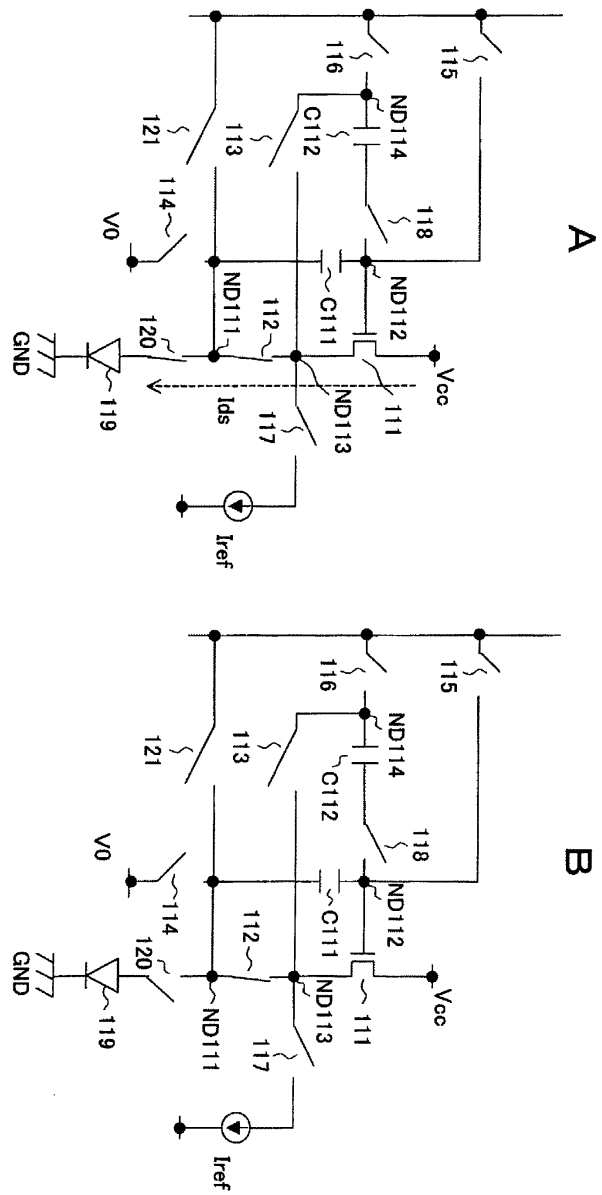 A
115
116
ND114
C112
113
121
118
ND112
C111
111
Vcc
114
V0
ND111
112
ND113
117
Ids
120
119
GND
Iref
B
115
116
ND114
C112
113
121
118
ND112
C111
111
Vcc
114
V0
ND111
112
ND113
117
120
119
GND
Iref